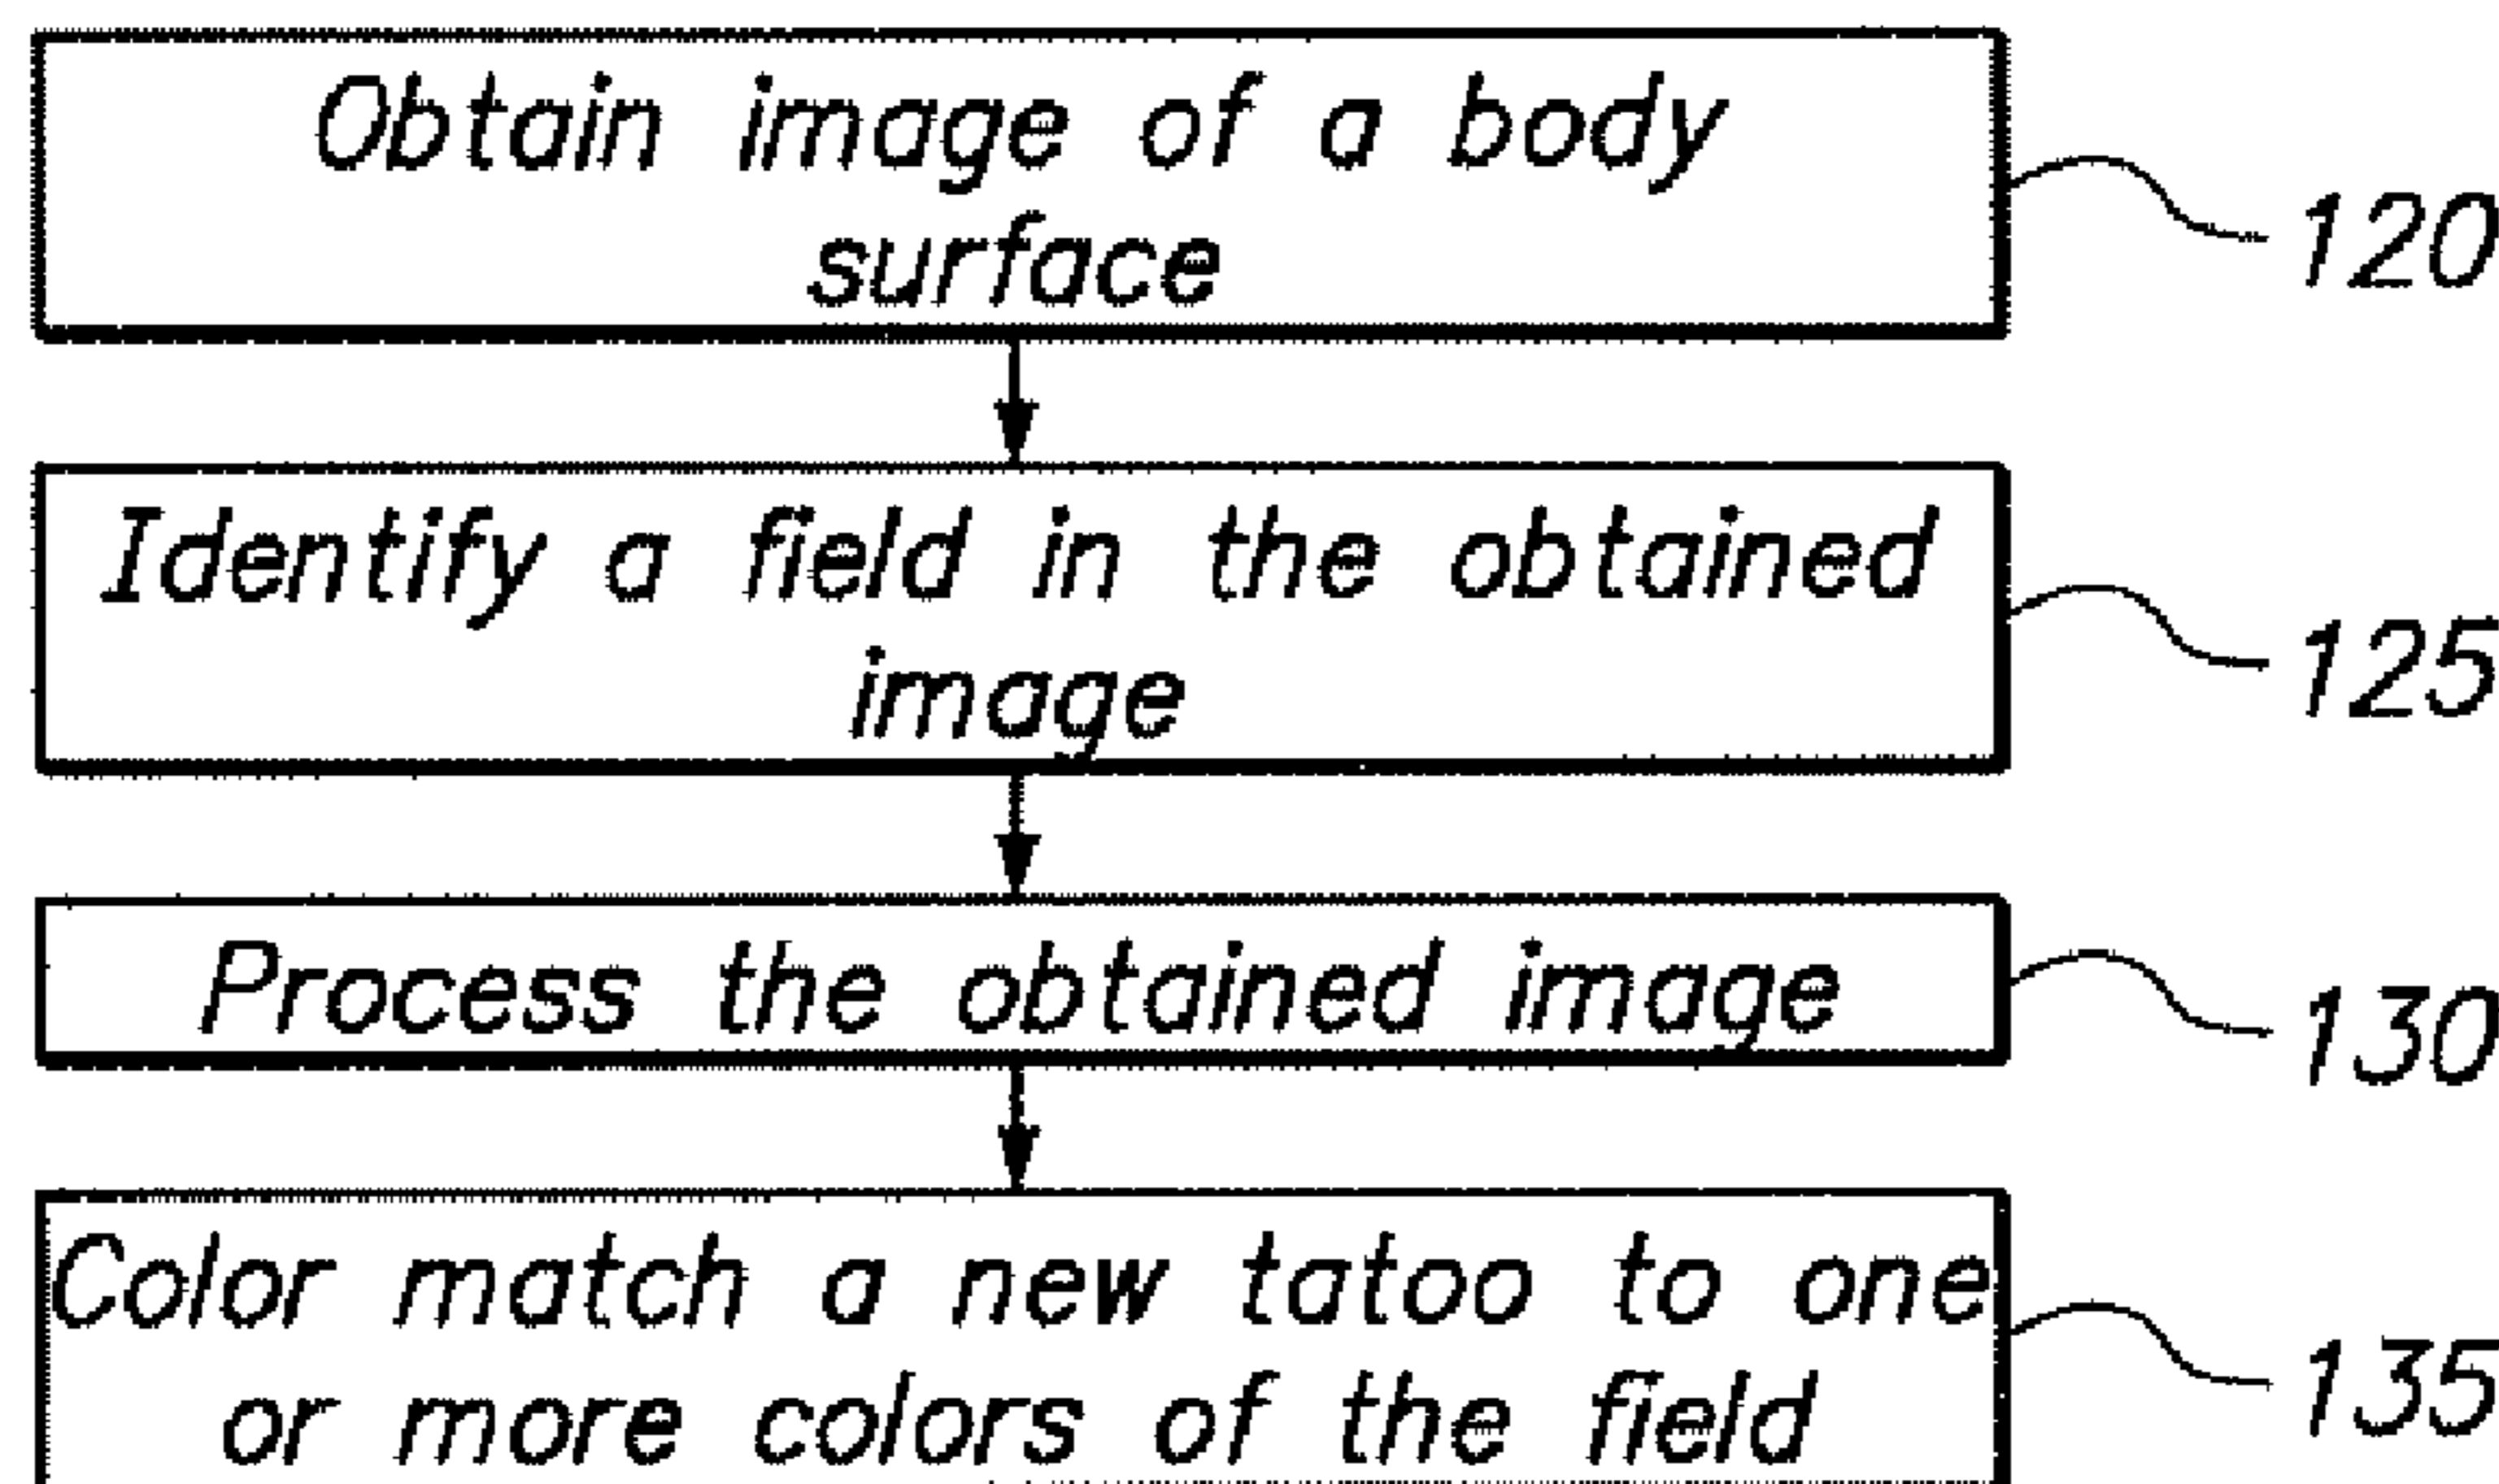 Obtain image of a body
surface
120
Identify a field in the obtained
image
125
Process the obtained image
130
Color match a new tatoo to one
or more colors of the field
135